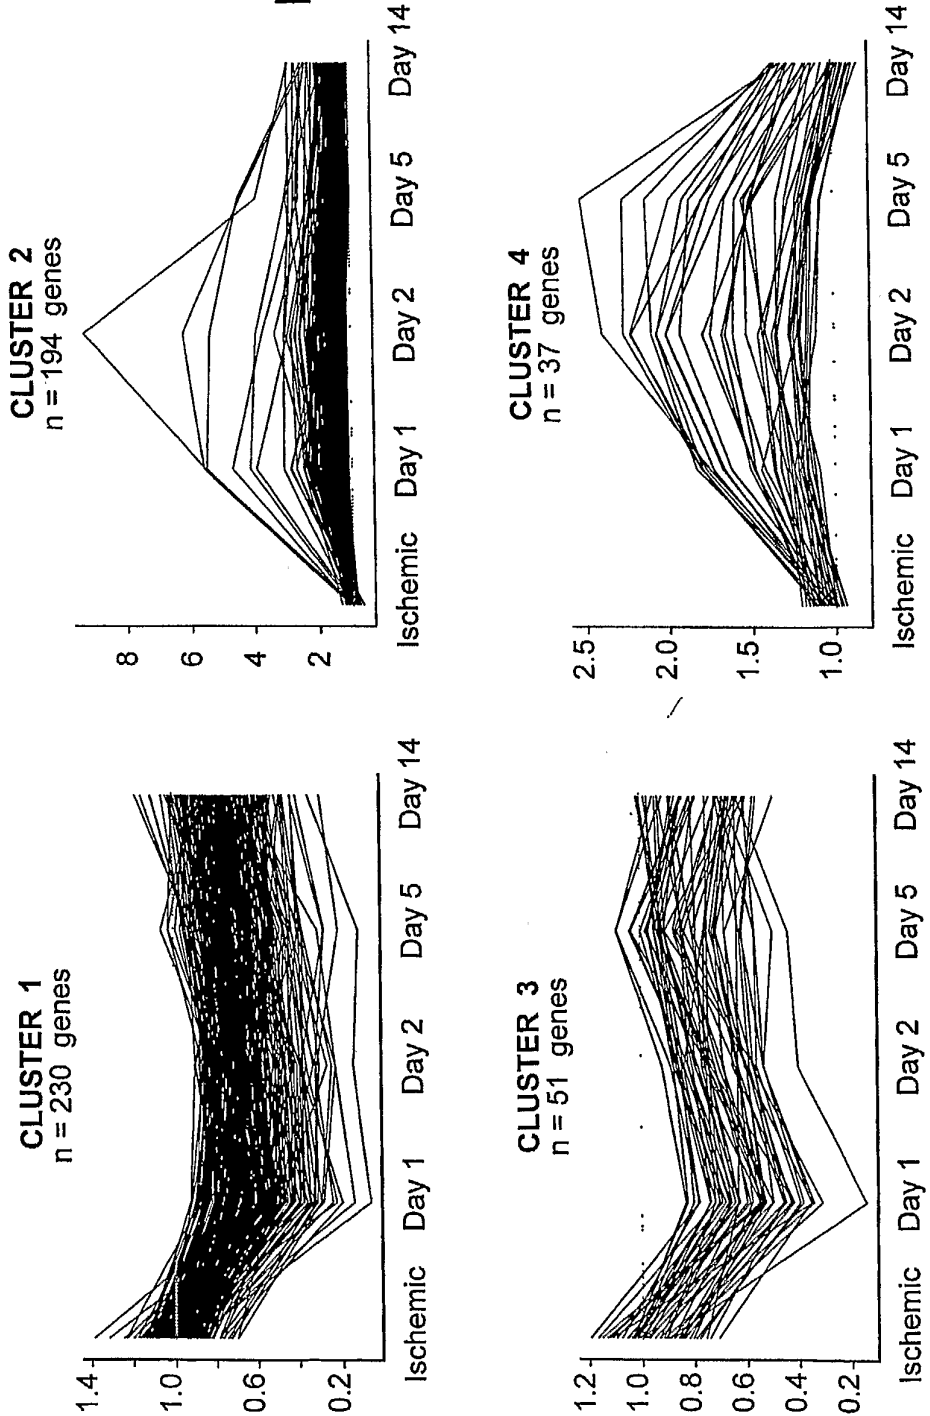 CLUSTER 1
n = 230 genes
1.4
1.0
0.6
0.2
Ischemic Day 1 Day 2 Day 5 Day 14
CLUSTER 2
n = 194 genes
8
6
4
2
Ischemic Day 1 Day 2 Day 5 Day 14
CLUSTER 3
n = 51 genes
1.2
1.0
0.8
0.6
0.4
0.2
Ischemic Day 1 Day 2 Day 5 Day 14
CLUSTER 4
n = 37 genes
2.5
2.0
1.5
1.0
Ischemic Day 1 Day 2 Day 5 Day 14